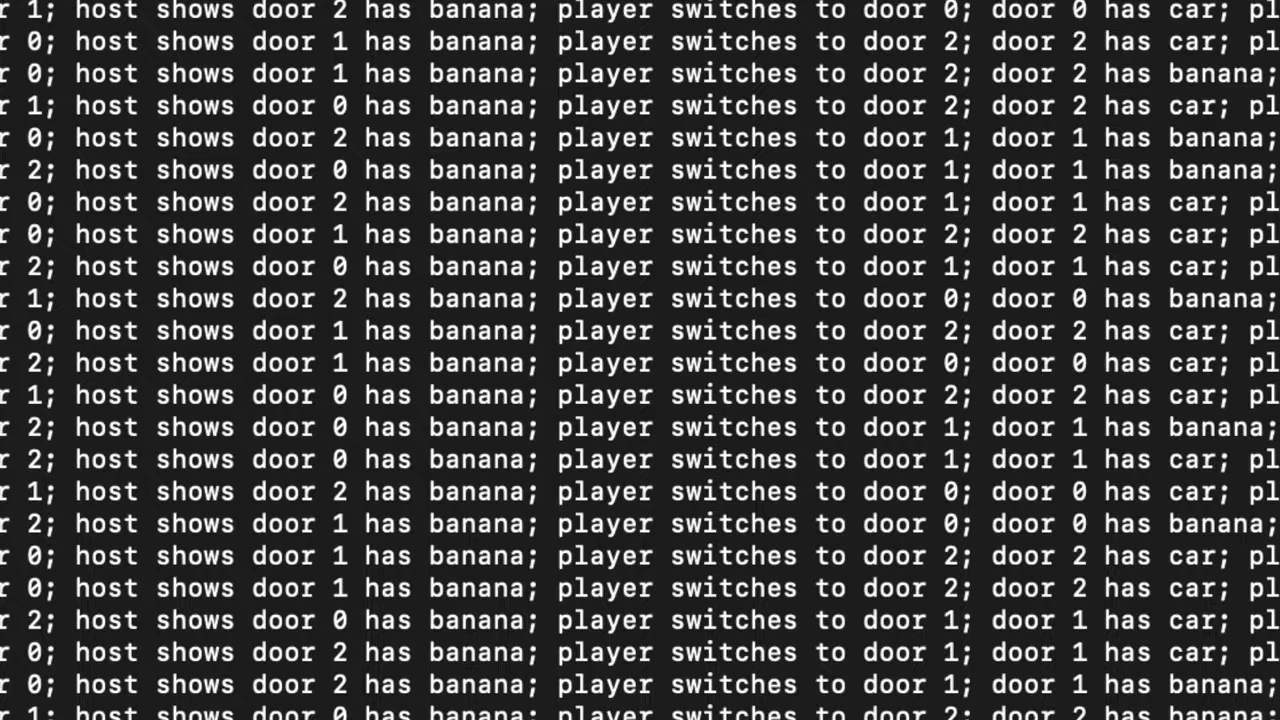 r 1; host shows door 2 has banana; player switches to door 0; door 0 has car; pl
r 0; host shows door 1 has banana; player switches to door 2; door 2 has car; pl
r 0; host shows door 1 has banana; player switches to door 2; door 2 has banana;
r 1; host shows door 0 has banana; player switches to door 2; door 2 has car; pl
r 0; host shows door 2 has banana; player switches to door 1; door 1 has banana;
r 2; host shows door 0 has banana; player switches to door 1; door 1 has banana;
r 0; host shows door 2 has banana; player switches to door 1; door 1 has car; pl
r 0; host shows door 1 has banana; player switches to door 2; door 2 has car; pl
r 2; host shows door 0 has banana; player switches to door 1; door 1 has car; pl
r 1; host shows door 2 has banana; player switches to door 0; door 0 has banana;
r 0; host shows door 1 has banana; player switches to door 2; door 2 has car; pl
r 2; host shows door 1 has banana; player switches to door 0; door 0 has car; pl
r 1; host shows door 0 has banana; player switches to door 2; door 2 has car; pl
r 2; host shows door 0 has banana; player switches to door 1; door 1 has banana;
r 2; host shows door 0 has banana; player switches to door 1; door 1 has car; pl
r 1; host shows door 2 has banana; player switches to door 0; door 0 has car; pl
r 2; host shows door 1 has banana; player switches to door 0; door 0 has banana;
r 0; host shows door 1 has banana; player switches to door 2; door 2 has car; pl
r 0; host shows door 1 has banana; player switches to door 2; door 2 has car; pl
r 2; host shows door 0 has banana; player switches to door 1; door 1 has car; pl
r 0; host shows door 2 has banana; player switches to door 1; door 1 has car; pl
r 0; host shows door 2 has banana; player switches to door 1; door 1 has banana;
r 1; host shows door 0 has banana; player switches to door 2; door 2 has banana;